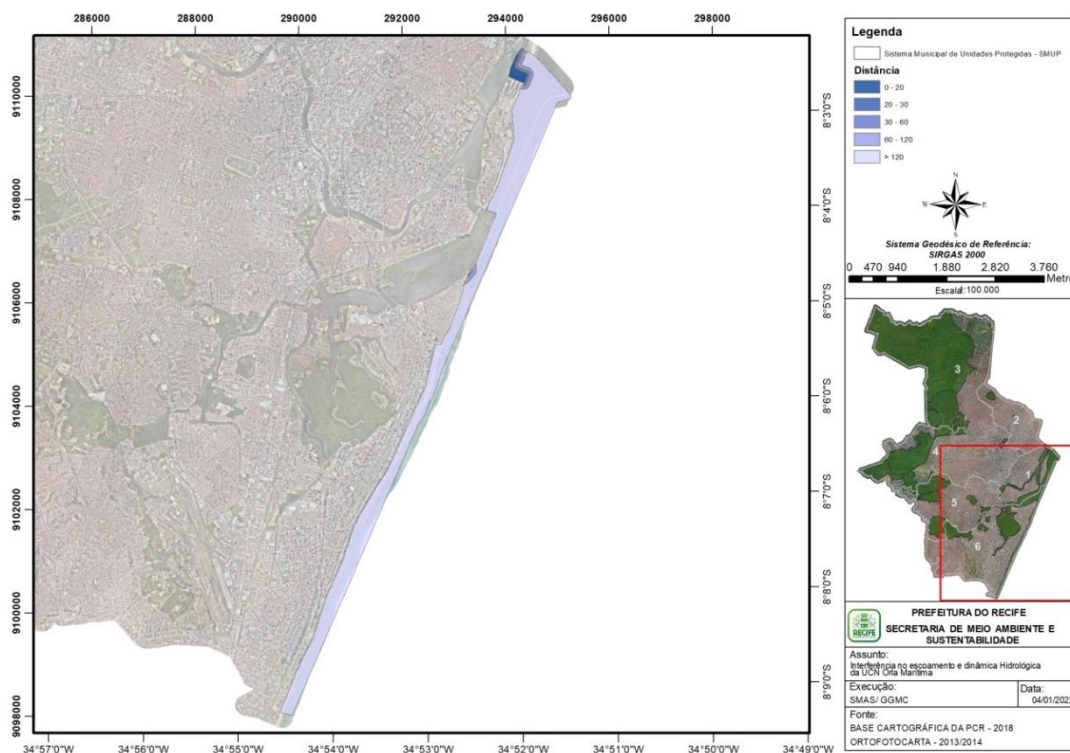 286000 288000 290000 292000 294000 296000 298000
9110000
9108000
9106000
9104000
9102000
9100000
9098000
8°3'0"S
8°4'0"S
8°5'0"S
8°6'0"S
8°7'0"S
8°8'0"S
8°9'0"S
34°57'0"W 34°56'0"W 34°55'0"W 34°54'0"W 34°53'0"W 34°52'0"W 34°51'0"W 34°50'0"W 34°49'0"W
Legenda
Sistema Municipal de Unidades Protegidas - SMUP
Distância
0 - 20
20 - 30
30 - 60
60 - 120
> 120
N
W E
S
Sistema Geodésico de Referência:
SIRGAS 2000
0 470 940 1.880 2.820 3.760
Metro
Escala1:100.000
3
2
4
1
5
6
RECIFE
PREFEITURA DO RECIFE
SECRETARIA DE MEIO AMBIENTE E
SUSTENTABILIDADE
Assunto:
Interferência no escoamento e dinâmica Hidrológica
da UCN Orla Marítima
Execução:
SMAS/ GGMC
Data:
04/01/2023
Fonte:
BASE CARTOGRÁFICA DA PCR - 2018
ORTOFOTOCARTA - 2013/2014